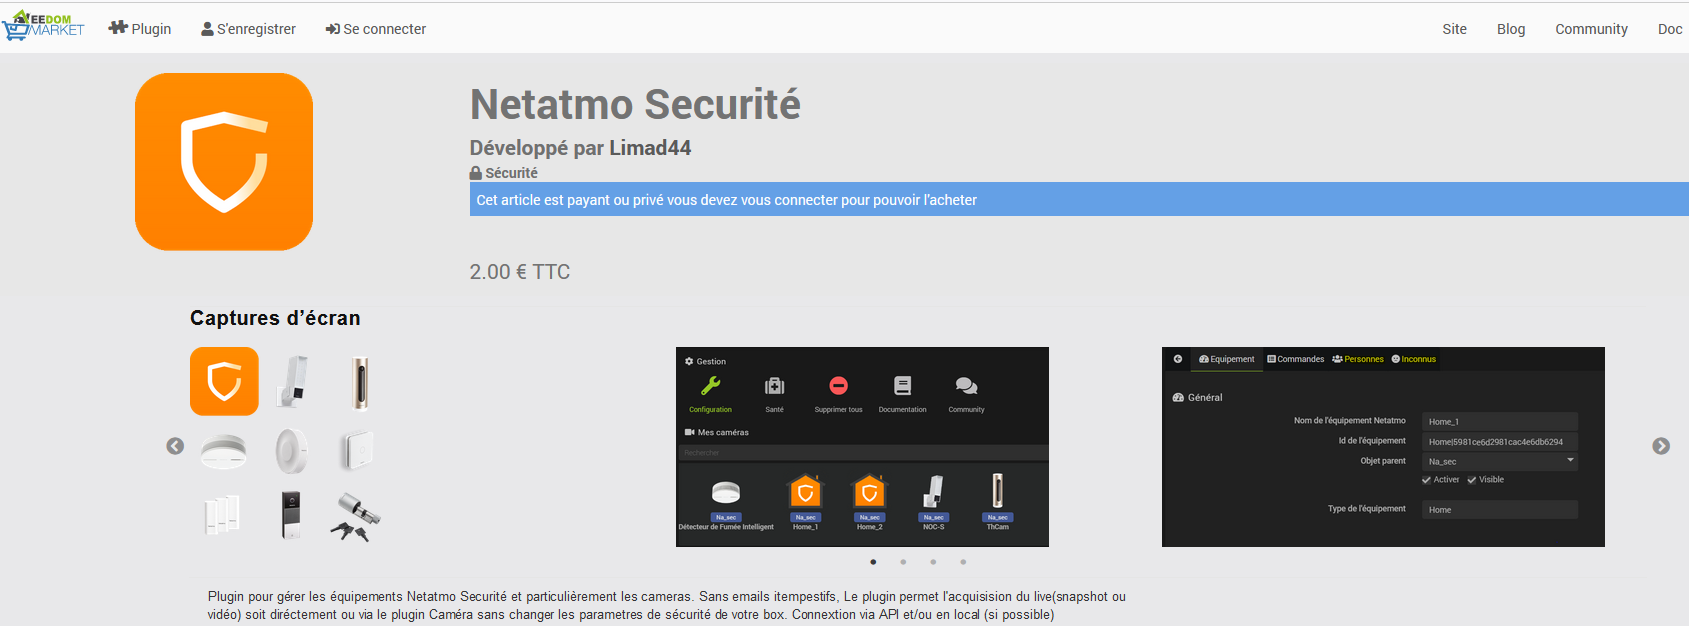 EEDOM
MARKET
Plugin
S'enregistrer
Se connecter
Site
Blog
Community
Doc
Netatmo Securité
Développé par Limad44
Sécurité
Cet article est payant ou privé vous devez vous connecter pour pouvoir l'acheter
2.00 € TTC
Captures d'écran
Gestion
Configuration
Santé
Supprimer tous
Documentation
Community
Mes caméras
Rechercher
Na_sec
Na_sec
Na_sec
Na_sec
Na_sec
Détecteur de Fumée Intelligent
Home_1
Home_2
NOC-S
ThCam
Equipement
Commandes
Personnes
Inconnus
Général
Nom de l'équipement Netatmo
Home_1
Id de l'équipement
Home|5981ce6d2981cac4e6db6294
Objet parent
Na_sec
Activer
Visible
Type de l'équipement
Home
Plugin pour gérer les équipements Netatmo Securité et particulièrement les cameras. Sans emails itempestifs, Le plugin permet l'acquisision du live(snapshot ou
vidéo) soit diréctement ou via le plugin Caméra sans changer les parametres de sécurité de votre box. Connextion via API et/ou en local (si possible)